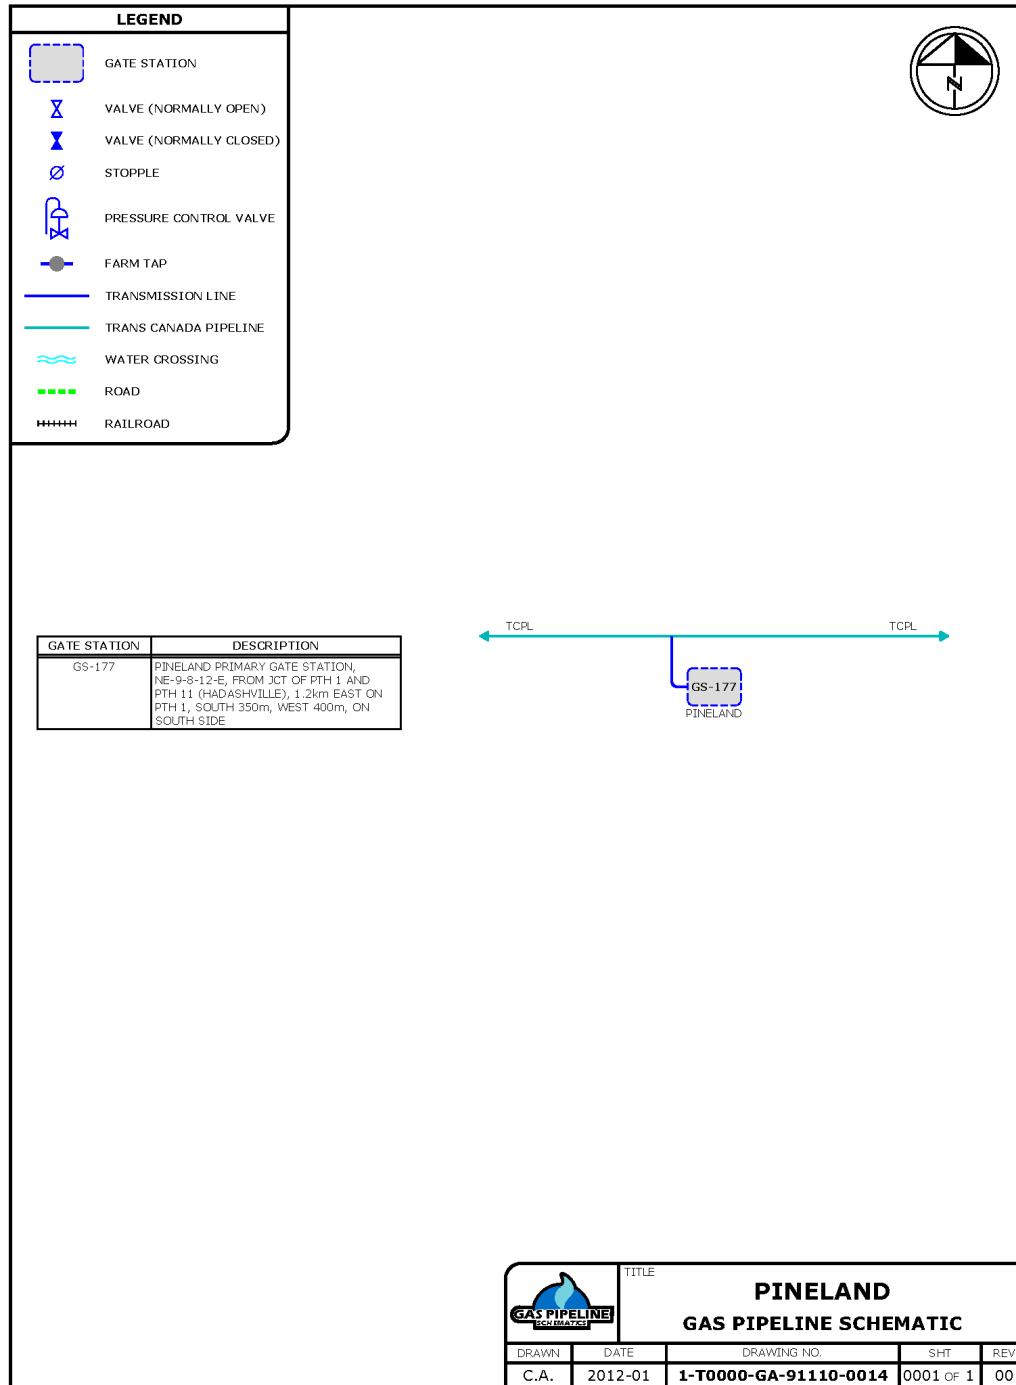 LEGEND
GATE STATION
VALVE (NORMALLY OPEN)
VALVE (NORMALLY CLOSED)
STOPPLE
PRESSURE CONTROL VALVE
FARM TAP
TRANSMISSION LINE
TRANS CANADA PIPELINE
WATER CROSSING
ROAD
RAILROAD
N
GATE STATION DESCRIPTION
GS-177 PINELAND PRIMARY GATE STATION,
NE-9-8-12-E, FROM JCT OF PTH 1 AND
PTH 11 (HADASHVILLE), 1.2km EAST ON
PTH 1, SOUTH 350m, WEST 400m, ON
SOUTH SIDE
TCPL TCPL
GS-177
PINELAND
GAS PIPELINE
SCHEMATICS
TITLE
PINELAND
GAS PIPELINE SCHEMATIC
DRAWN DATE DRAWING NO. SHT REV
C.A. 2012-01 1-T0000-GA-91110-0014 0001 OF 1 00